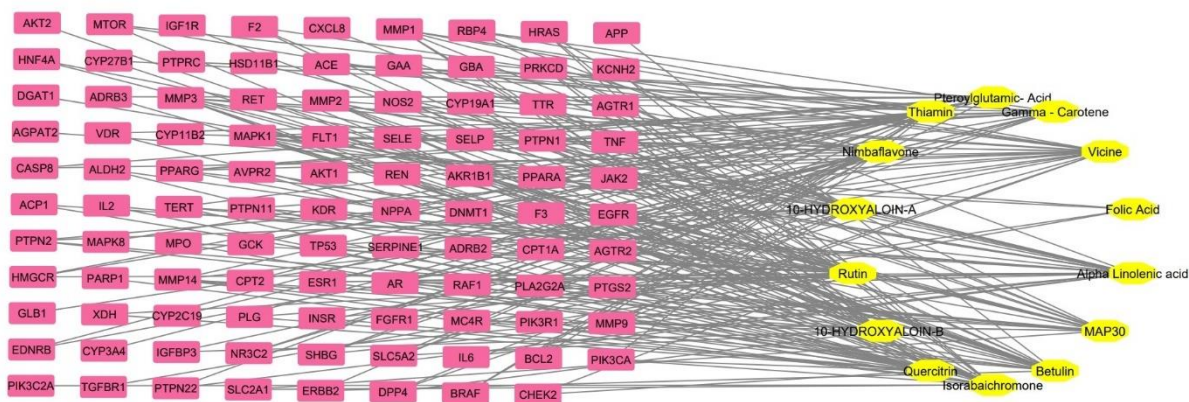 AKT2 MTOR IGF1R F2 CXCL8 MMP1 RBP4 HRAS APP
HNF4A CYP27B1 PTPRC HSD11B1 ACE GAA GBA PRKCD KCNH2
DGAT1 ADRB3 MMP3 RET MMP2 NOS2 CYP19A1 TTR AGTR1
AGPAT2 VDR CYP11B2 MAPK1 FLT1 SELE SELP PTPN1 TNF
CASP8 ALDH2 PPARG AVPR2 AKT1 REN AKR1B1 PPARA JAK2
ACP1 IL2 TERT PTPN11 KDR NPPA DNMT1 F3 EGFR
PTPN2 MAPK8 MPO GCK TP53 SERPINE1 ADRB2 CPT1A AGTR2
HMGCR PARP1 MMP14 CPT2 ESR1 AR RAF1 PLA2G2A PTGS2
GLB1 XDH CYP2C19 PLG INSR FGFR1 MC4R PIK3R1 MMP9
EDNRB CYP3A4 IGFBP3 NR3C2 SHBG SLC5A2 IL6 BCL2 PIK3CA
PIK3C2A TGFBR1 PTPN22 SLC2A1 ERBB2 DPP4 BRAF CHEK2
Pteroylglutamic- Acid
Thiamin
Gamma - Carotene
Nimbaflavone
Vicine
10-HYDROXYALOIN-A
Folic Acid
Rutin
Alpha Linolenic acid
10-HYDROXYALOIN-B
MAP30
Quercitrin
Betulin
Isorabaichromone